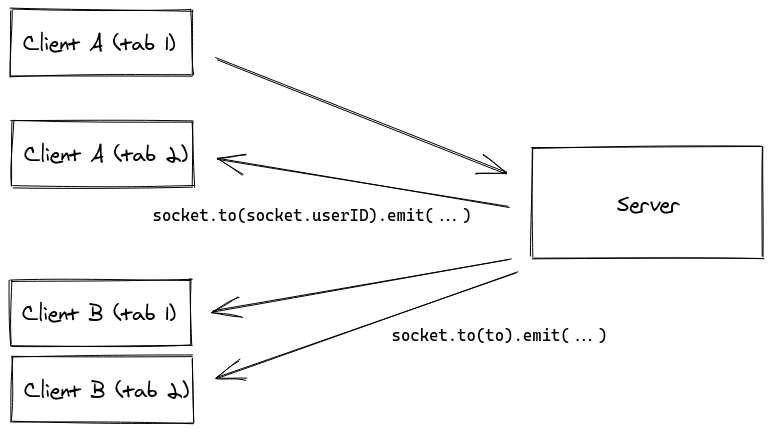 Client A (tab 1)
Client A (tab 2)
Server
socket.to(socket.userID).emit(...)
Client B (tab 1)
socket.to(to).emit(...)
Client B (tab 2)